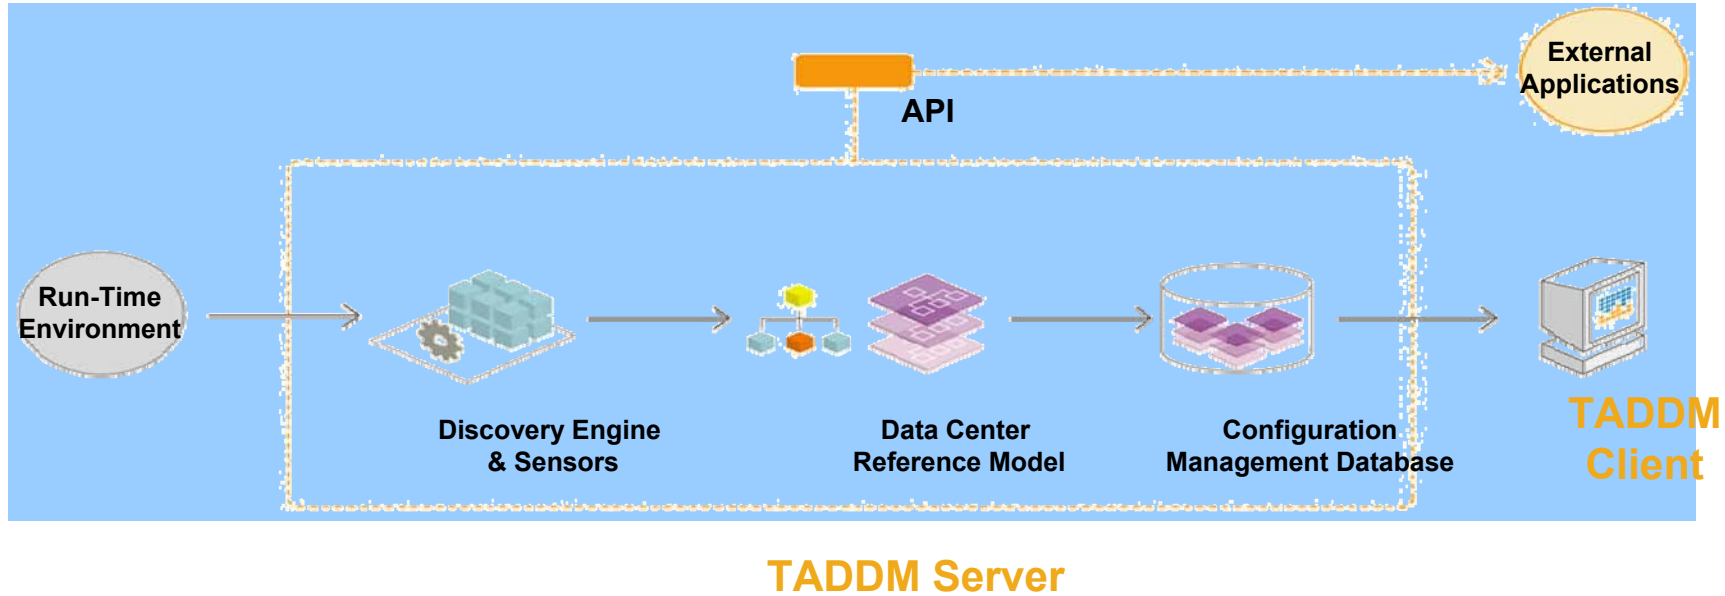 External
Applications
API
Run-Time
Environment
Discovery Engine
& Sensors
Data Center
Reference Model
Configuration
Management Database
TADDM
Client
TADDM Server